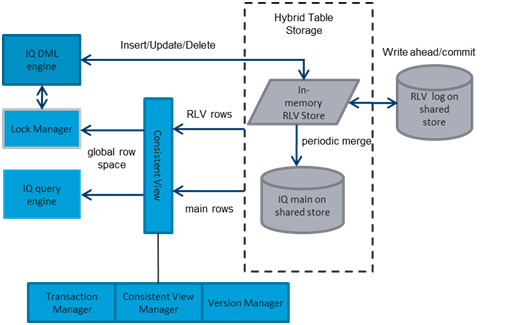 Hybrid Table
Storage
IQ DML
engine
Insert/Update/Delete
Write ahead/commit
In-
memory
RLV Store
RLV log on
shared
store
Lock Manager
RLV rows
global row
space
Consistent View
periodic merge
IQ query
engine
main rows
IQ main on
shared store
Transaction
Manager
Consistent View
Manager
Version Manager